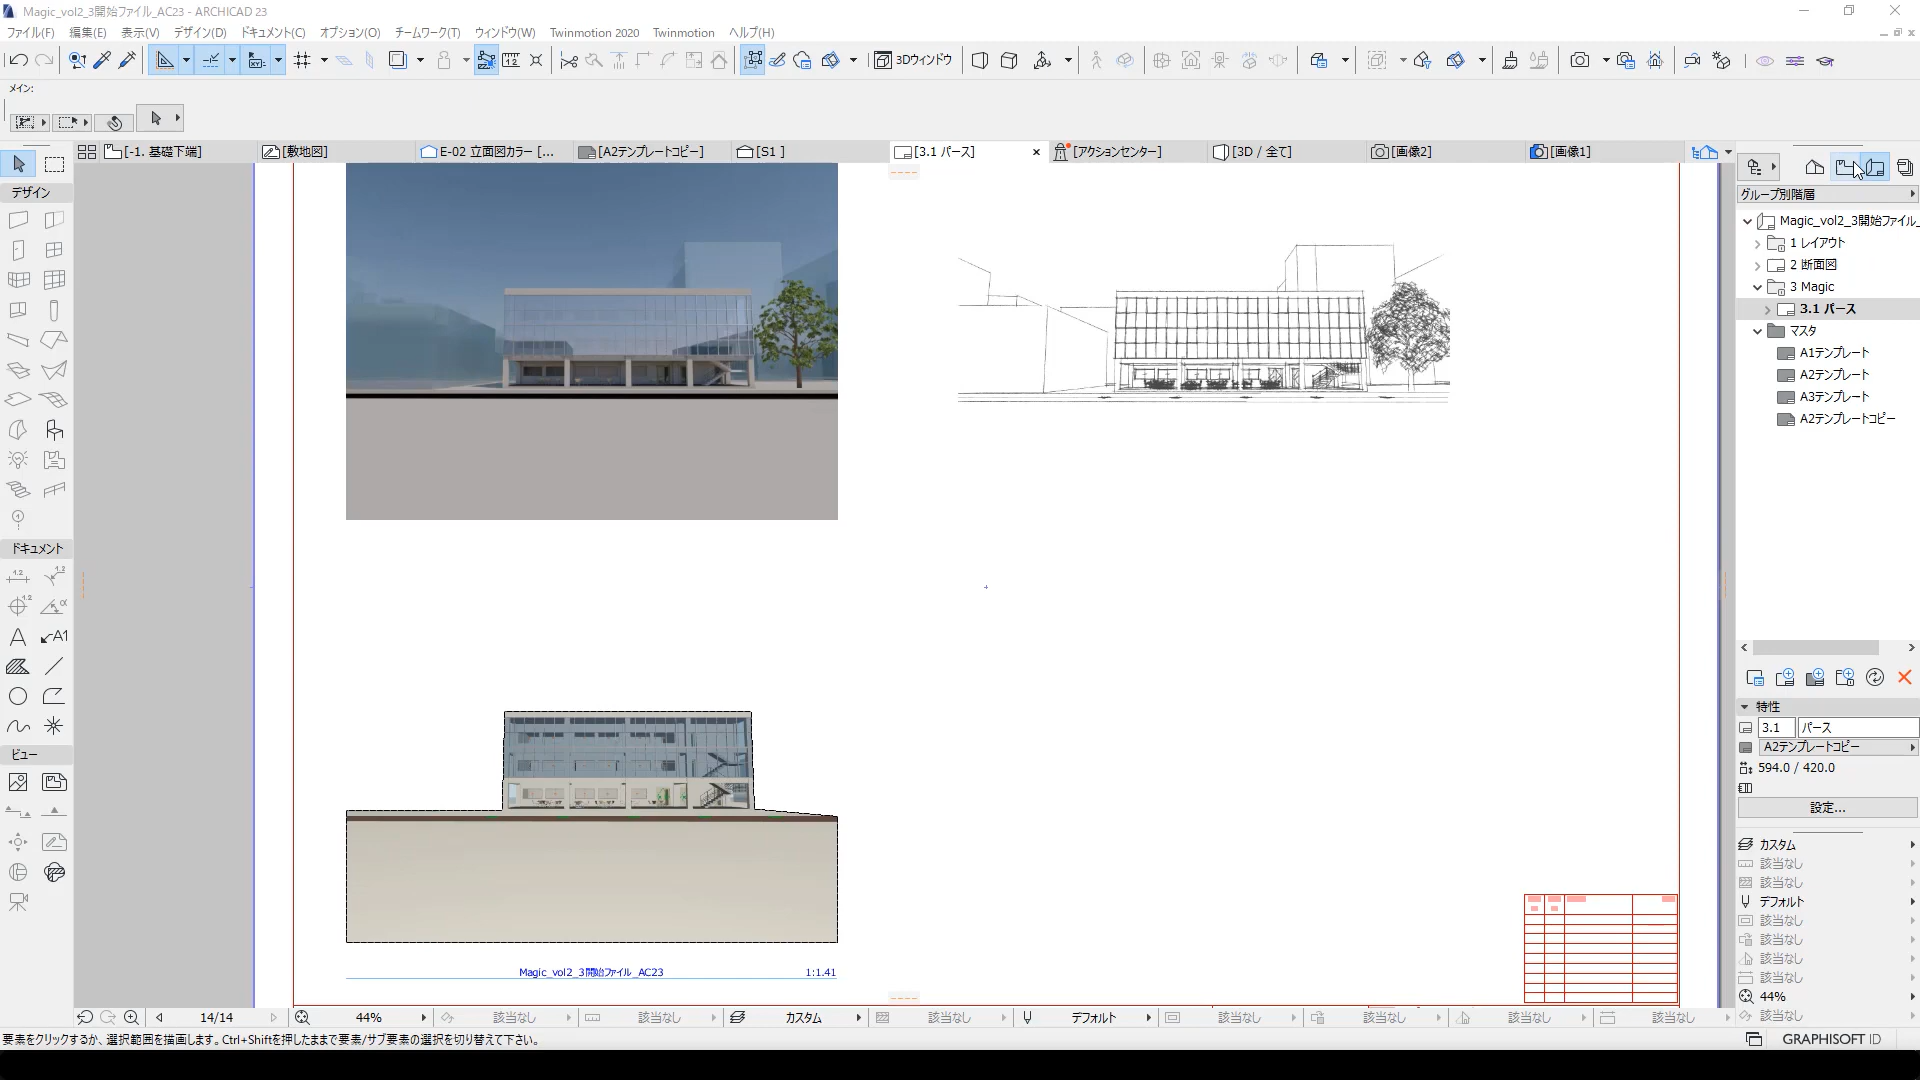 Magic_vol2_3開始ファイル_AC23 - ARCHICAD 23
ファイル(F) 編集(E) 表示(V) デザイン(D) ドキュメント(C) オプション(O) チームワーク(T) ウィンドウ(W) Twinmotion 2020 Twinmotion ヘルプ(H)
3Dウィンドウ
メイン:
[-1. 基礎下端] [敷地図] E-02 立面図カラー [... [A2テンプレートコピー] [S1 ] [3.1 パース] [アクションセンター] [3D / 全て] [画像2] [画像1]
デザイン
グループ別階層
Magic_vol2_3開始ファイル_
1 レイアウト
2 断面図
3 Magic
3.1 パース
マスタ
A1テンプレート
A2テンプレート
A3テンプレート
A2テンプレートコピー
ドキュメント
1.2 1.2
1.2 α
A A1
ビュー
特性
3.1 パース
A2テンプレートコピー
594.0 / 420.0
設定...
カスタム
該当なし
該当なし
デフォルト
該当なし
該当なし
該当なし
該当なし
44%
該当なし
Magic_vol2_3開始ファイル_AC23 1:1.41
14/14 44% 該当なし 該当なし カスタム 該当なし デフォルト 該当なし 該当なし 該当なし 該当なし
要素をクリックするか、選択範囲を描画します。Ctrl+Shiftを押したままで要素/サブ要素の選択を切り替えて下さい。
GRAPHISOFT ID